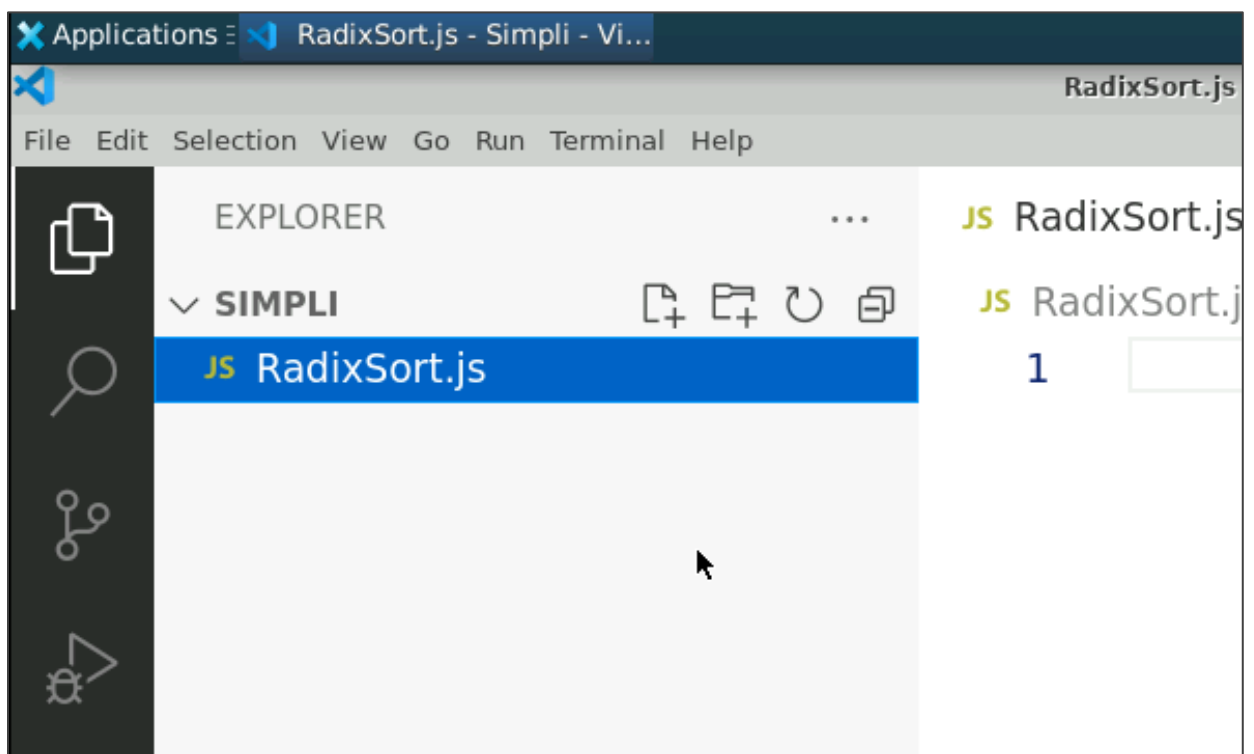 Applications
RadixSort.js - Simpli - Vi...
RadixSort.js
File Edit Selection View Go Run Terminal Help
EXPLORER ...
SIMPLI
JS RadixSort.js
JS RadixSort.js
JS RadixSort.j
1